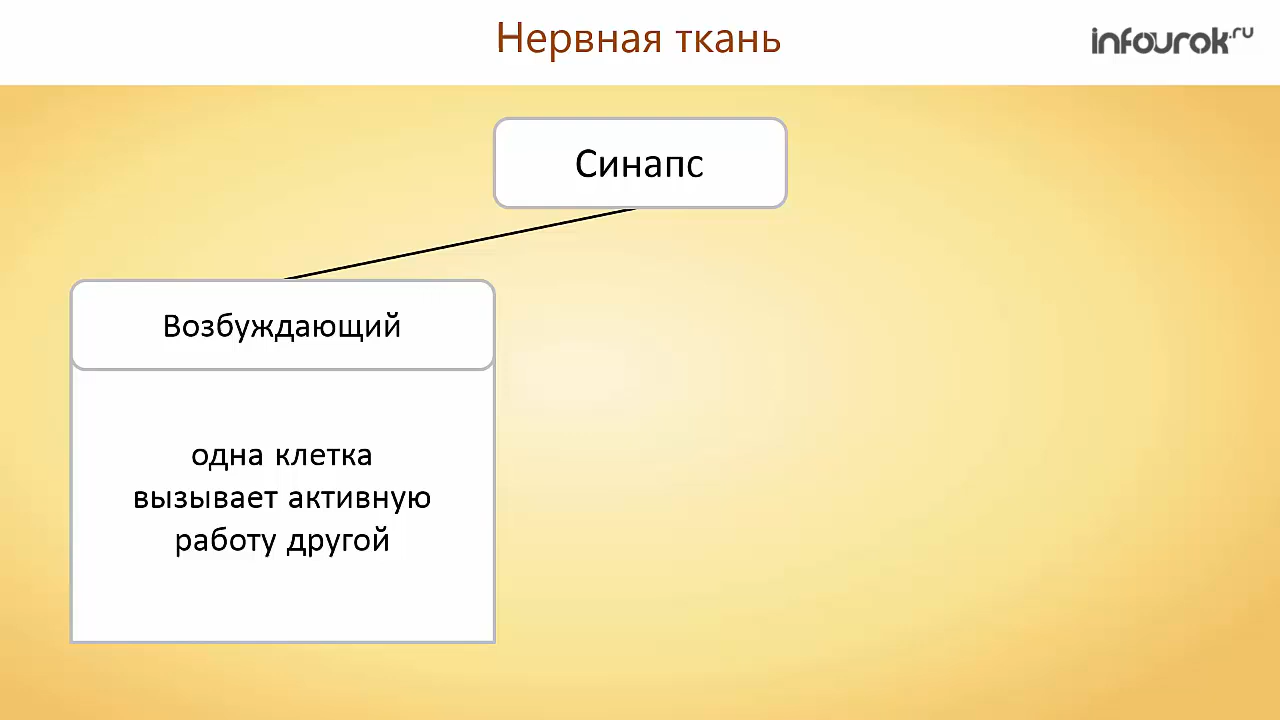 Нервная ткань
infourok.ru
Синапс
Возбуждающий
одна клетка
вызывает активную
работу другой